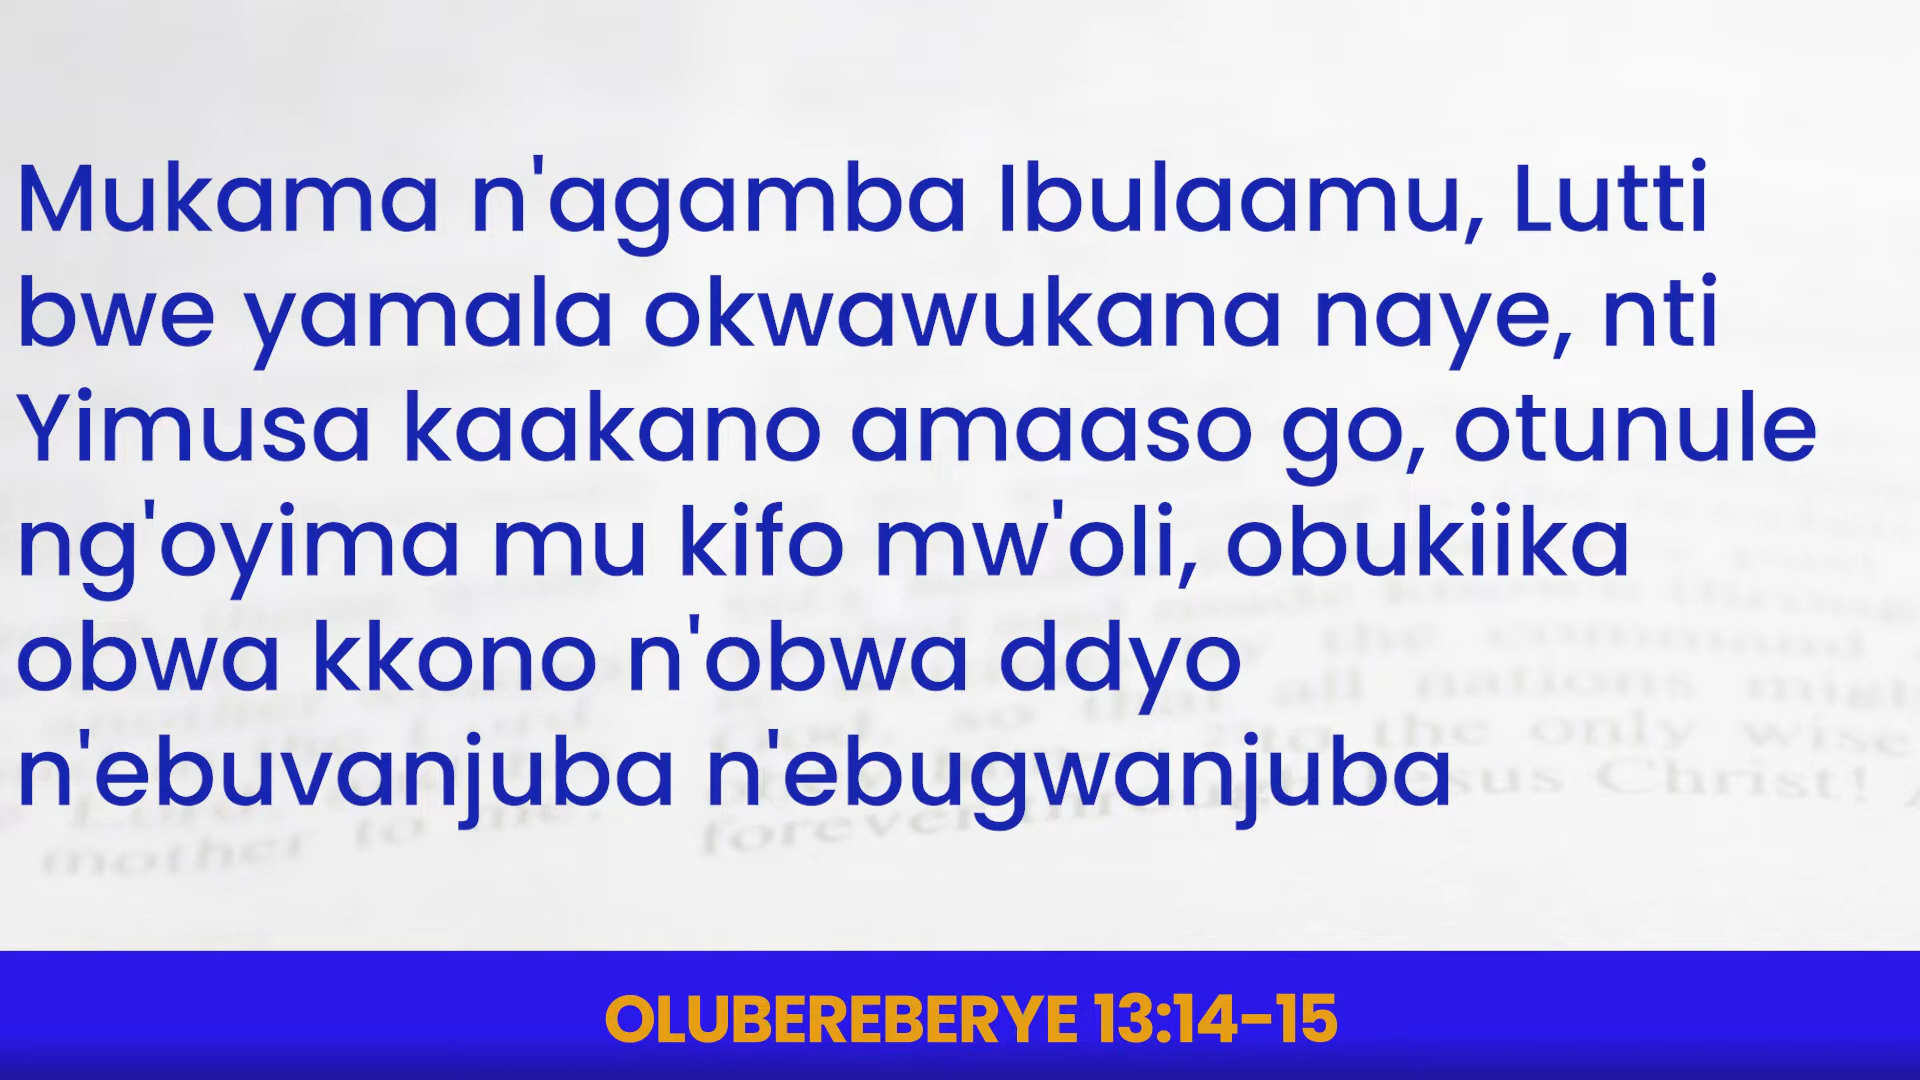 Mukama n'agamba Ibulaamu, Lutti
bwe yamala okwawukana naye, nti
Yimusa kaakano amaaso go, otunule
ng'oyima mu kifo mw'oli, obukiika
obwa kkono n'obwa ddyo
n'ebuvanjuba n'ebugwanjuba
OLUBEREBERYE 13:14-15